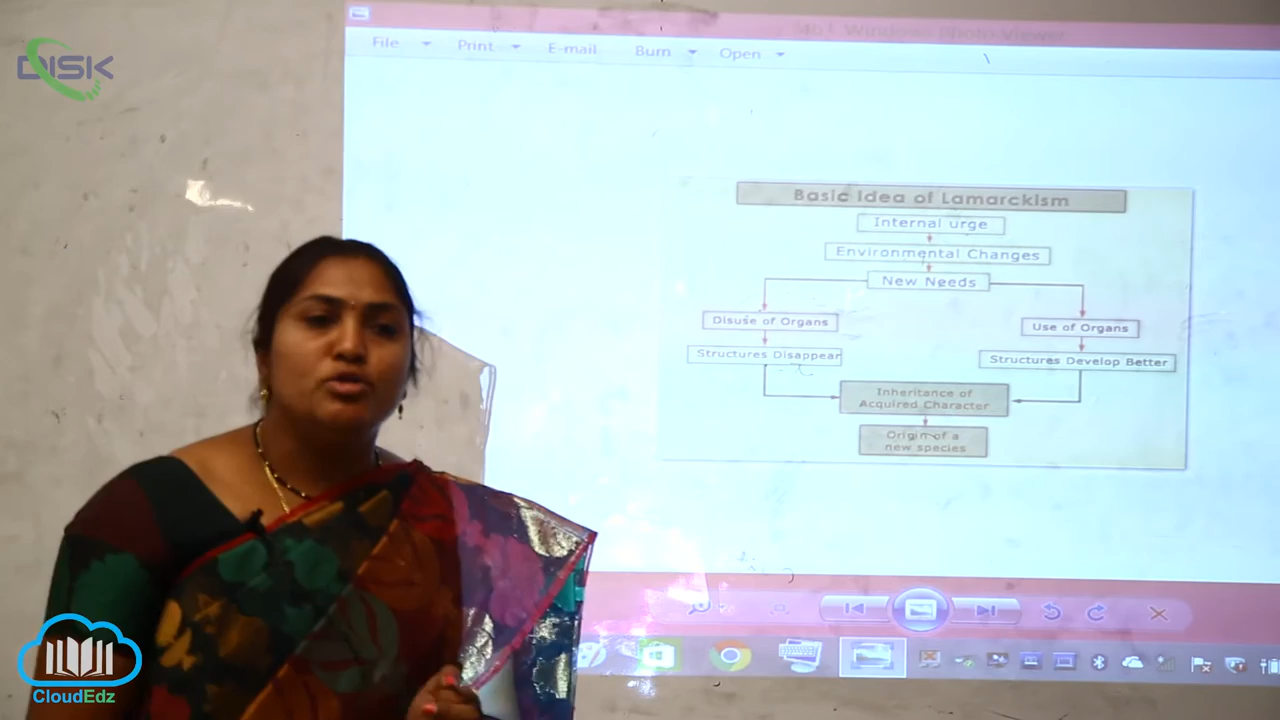 DISK
File Print E-mail Burn Open
Basic Idea of Lamarckism
Internal urge
Environmental Changes
New Needs
Disuse of Organs
Use of Organs
Structures Disappear
Structures Develop Better
Inheritance of
Acquired Character
Origin of a
new species
CloudEdz